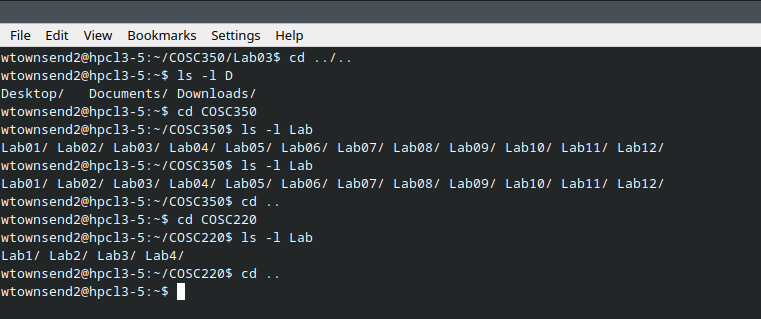 File Edit View Bookmarks Settings Help
wtownsend2@hpcl3-5:~/COSC350/Lab03$ cd ../..
wtownsend2@hpcl3-5:~$ ls -l D
Desktop/   Documents/ Downloads/
wtownsend2@hpcl3-5:~$ cd COSC350
wtownsend2@hpcl3-5:~/COSC350$ ls -l Lab
Lab01/ Lab02/ Lab03/ Lab04/ Lab05/ Lab06/ Lab07/ Lab08/ Lab09/ Lab10/ Lab11/ Lab12/
wtownsend2@hpcl3-5:~/COSC350$ ls -l Lab
Lab01/ Lab02/ Lab03/ Lab04/ Lab05/ Lab06/ Lab07/ Lab08/ Lab09/ Lab10/ Lab11/ Lab12/
wtownsend2@hpcl3-5:~/COSC350$ cd ..
wtownsend2@hpcl3-5:~$ cd COSC220
wtownsend2@hpcl3-5:~/COSC220$ ls -l Lab
Lab1/ Lab2/ Lab3/ Lab4/
wtownsend2@hpcl3-5:~/COSC220$ cd ..
wtownsend2@hpcl3-5:~$